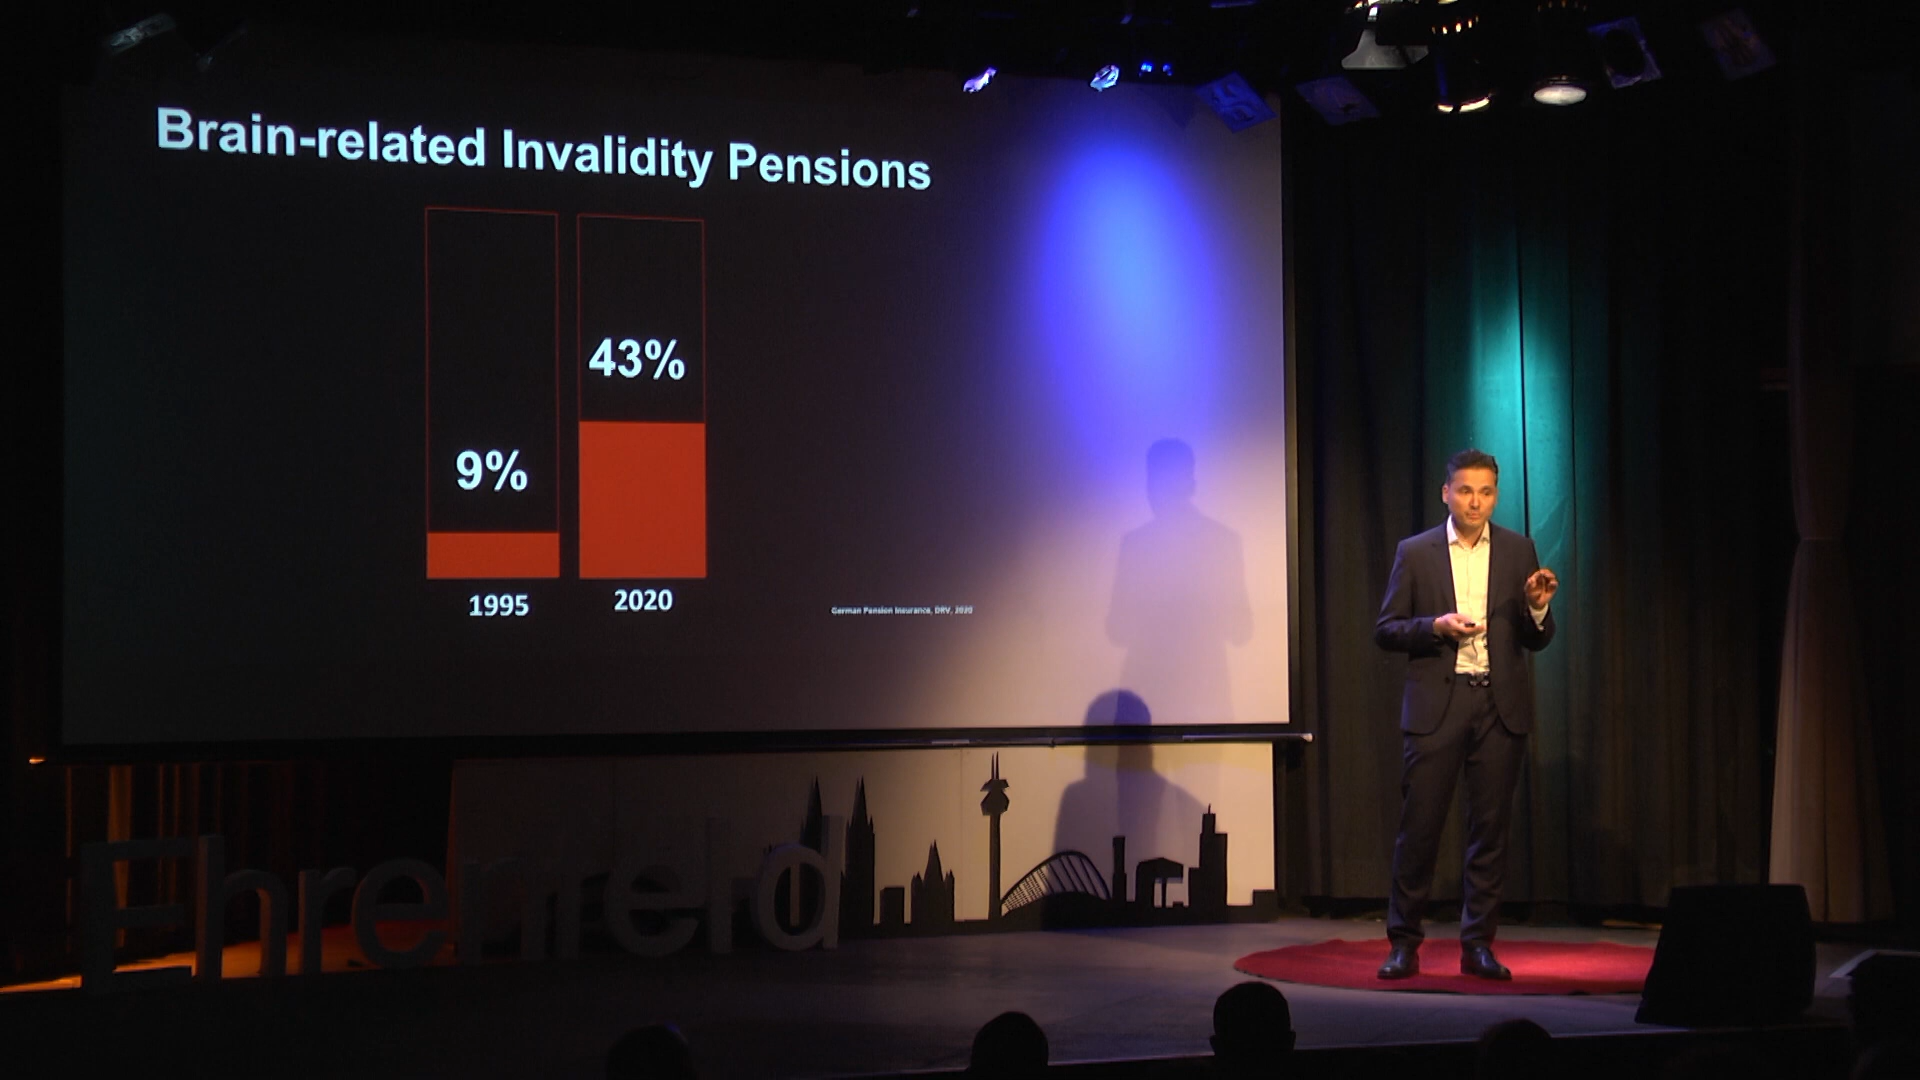 Brain-related Invalidity Pensions
43%
9%
1995
2020
German Pension Insurance, DRV, 2020
Ehrenfeld